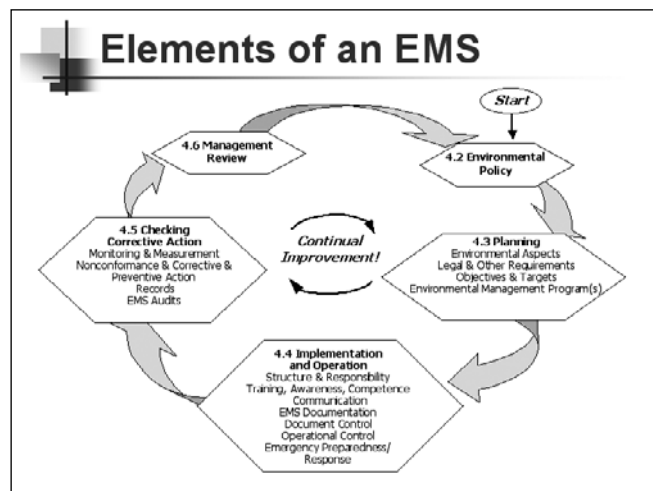 Elements of an EMS
Start
4.6 Management
Review
4.2 Environmental
Policy
4.5 Checking
Corrective Action
Monitoring & Measurement
Nonconformance & Corrective &
Preventive Action
Records
EMS Audits
Continual
Improvement!
4.3 Planning
Environmental Aspects
Legal & Other Requirements
Objectives & Targets
Environmental Management Program(s)
4.4 Implementation
and Operation
Structure & Responsibility
Training, Awareness, Competence
Communication
EMS Documentation
Document Control
Operational Control
Emergency Preparedness/
Response